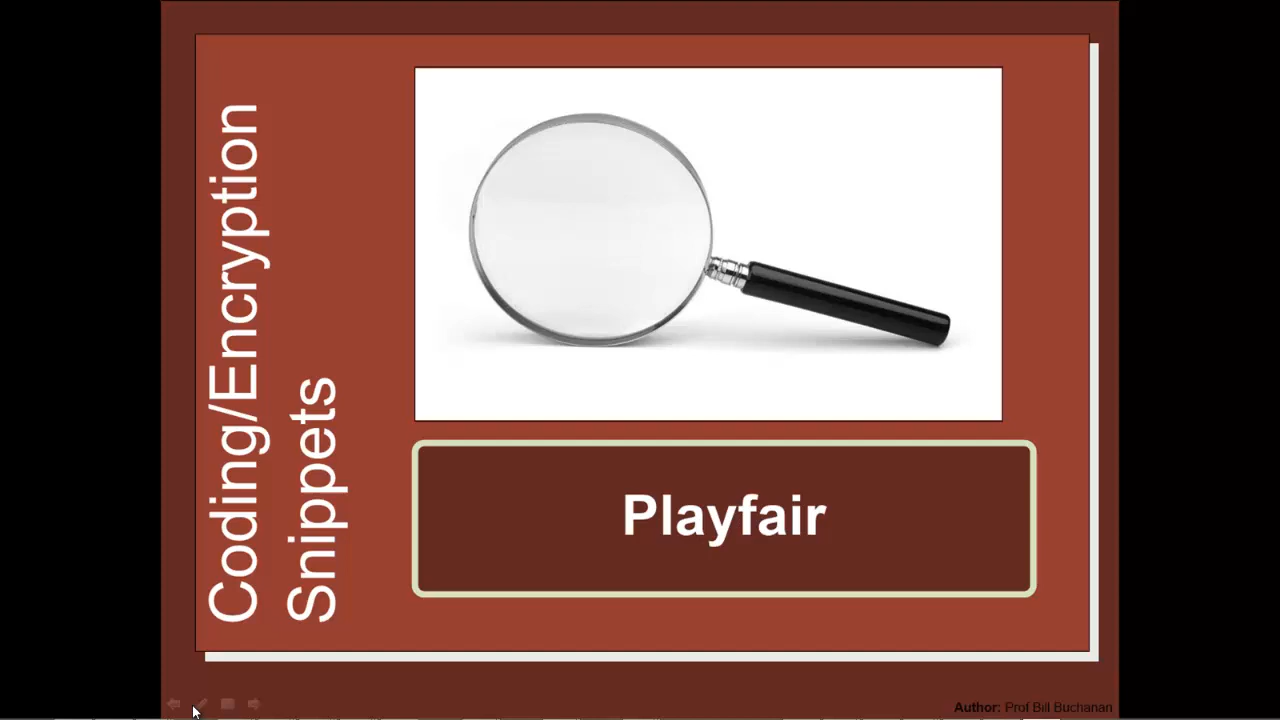 Coding/Encryption
Snippets
Playfair
Author: Prof Bill Buchanan